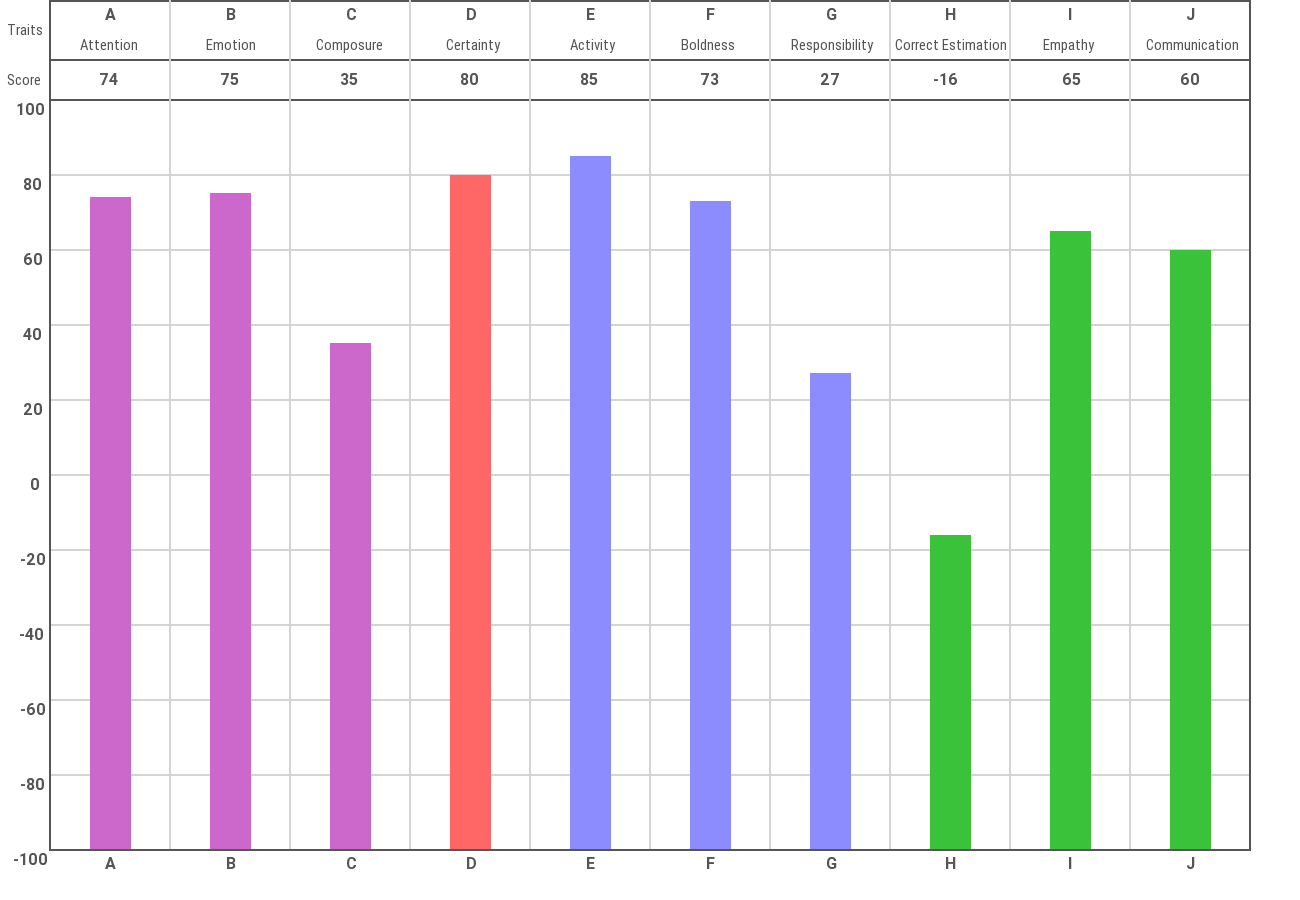 Traits A B C D E F G H I J
Attention Emotion Composure Certainty Activity Boldness Responsibility Correct Estimation Empathy Communication
Score 74 75 35 80 85 73 27 -16 65 60
100
80
60
40
20
0
-20
-40
-60
-80
-100
A B C D E F G H I J